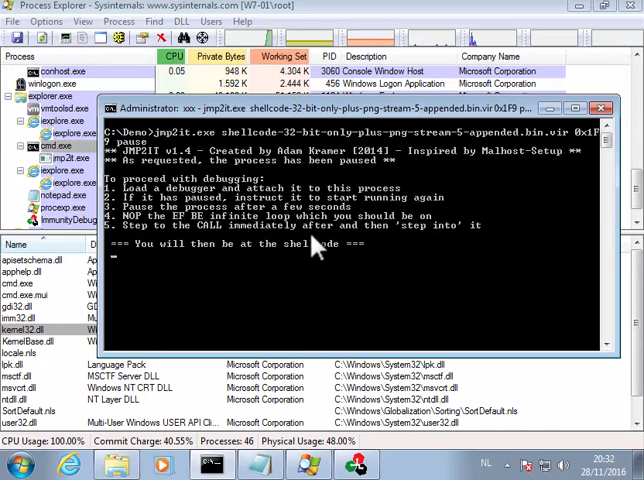 Process Explorer - Sysinternals: www.sysinternals.com [W7-01\root]
File Options View Process Find DLL Users Help
Process CPU Private Bytes Working Set PID Description Company Name
conhost.exe 0.05 948 K 4.304 K 3060 Console Window Host Microsoft Corporation
winlogon.exe 1.592 K 2.444 K 456 Windows Logon Application Microsoft Corporation
explorer.exe
vmtoolsd.exe
iexplore.exe
iexplore.exe
cmd.exe
jmp2it.exe
iexplore.exe
iexplore.exe
notepad.exe
procexp.exe
ImmunityDebug
Administrator: xxx - jmp2it.exe shellcode-32-bit-only-plus-png-stream-5-appended.bin.vir 0x1F9 p...
C:\Demo>jmp2it.exe shellcode-32-bit-only-plus-png-stream-5-appended.bin.vir 0x1F
9 pause
** JMP2IT v1.4 - Created by Adam Kramer [2014] - Inspired by Malhost-Setup **
** As requested, the process has been paused **
To proceed with debugging:
1. Load a debugger and attach it to this process
2. If it has paused, instruct it to start running again
3. Pause the process after a few seconds
4. NOP the EF BE infinite loop which you should be on
5. Step to the CALL immediately after and then 'step into' it
=== You will then be at the shellcode ===
Name
apisetschema.dll
apphelp.dll
cmd.exe
cmd.exe.mui
gdi32.dll
imm32.dll
kernel32.dll
KernelBase.dll
locale.nls
lpk.dll Language Pack Microsoft Corporation C:\Windows\System32\lpk.dll
msctf.dll MSCTF Server DLL Microsoft Corporation C:\Windows\System32\msctf.dll
msvcrt.dll Windows NT CRT DLL Microsoft Corporation C:\Windows\System32\msvcrt.dll
ntdll.dll NT Layer DLL Microsoft Corporation C:\Windows\System32\ntdll.dll
SortDefault.nls C:\Windows\Globalization\Sorting\SortDefault.nls
user32.dll Multi-User Windows USER API Cl... Microsoft Corporation C:\Windows\System32\user32.dll
CPU Usage: 100.00% Commit Charge: 40.55% Processes: 46 Physical Usage: 48.00%
NL
20:32
28/11/2016